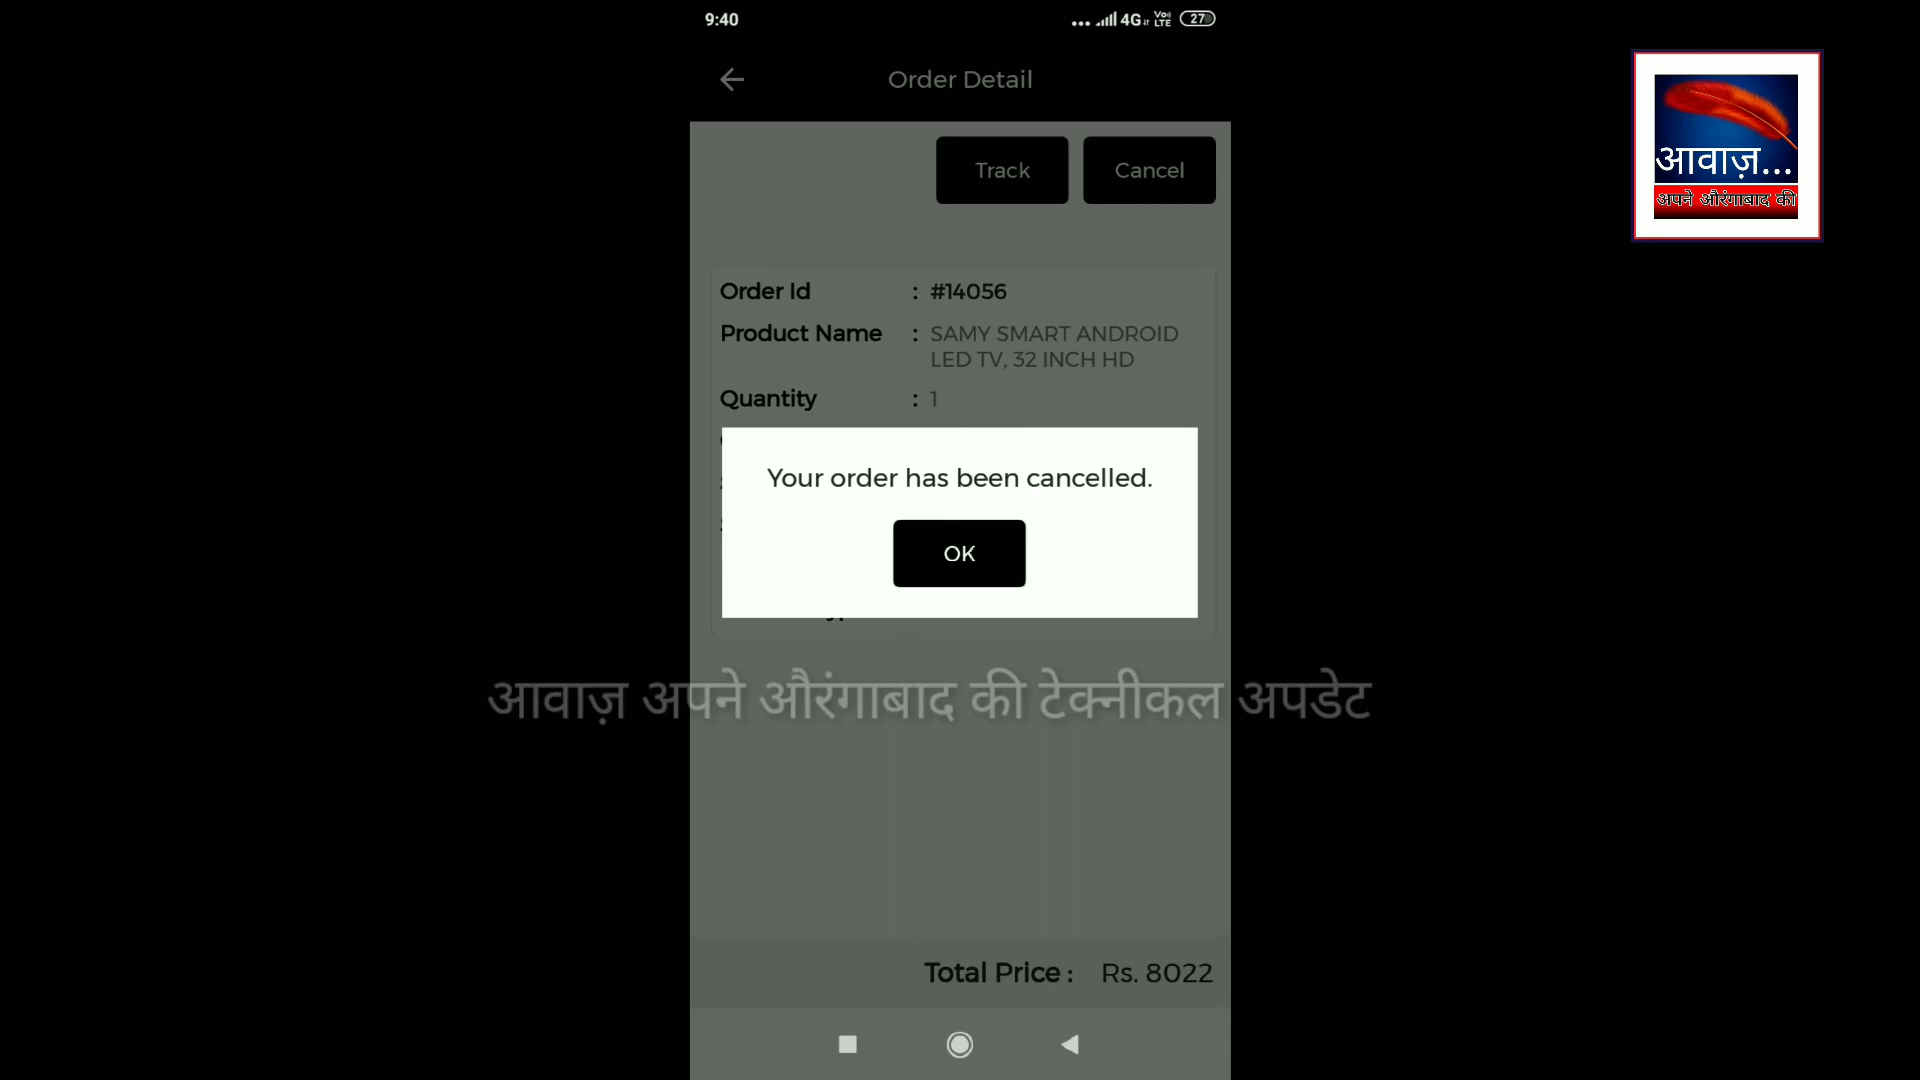 9:40
4G
Vo)
LTE
27
Order Detail
आवाज़...
अपने औरंगाबाद की
Track
Cancel
Order Id : #14056
Product Name : SAMY SMART ANDROID
LED TV, 32 INCH HD
Quantity : 1
Your order has been cancelled.
OK
आवाज़ अपने औरंगाबाद की टेक्नीकल अपडेट
Total Price : Rs. 8022